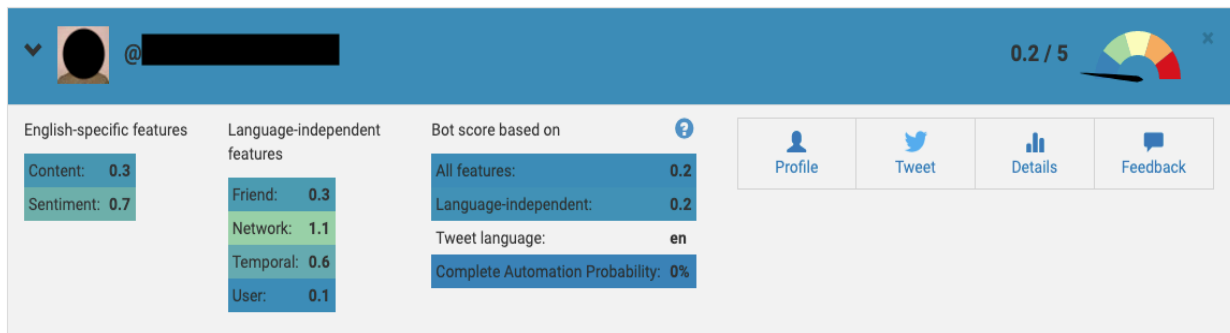 @
0.2 / 5
×
English-specific features
Content: 0.3
Sentiment: 0.7
Language-independent
features
Friend: 0.3
Network: 1.1
Temporal: 0.6
User: 0.1
Bot score based on
?
All features: 0.2
Language-independent: 0.2
Tweet language: en
Complete Automation Probability: 0%
Profile
Tweet
Details
Feedback